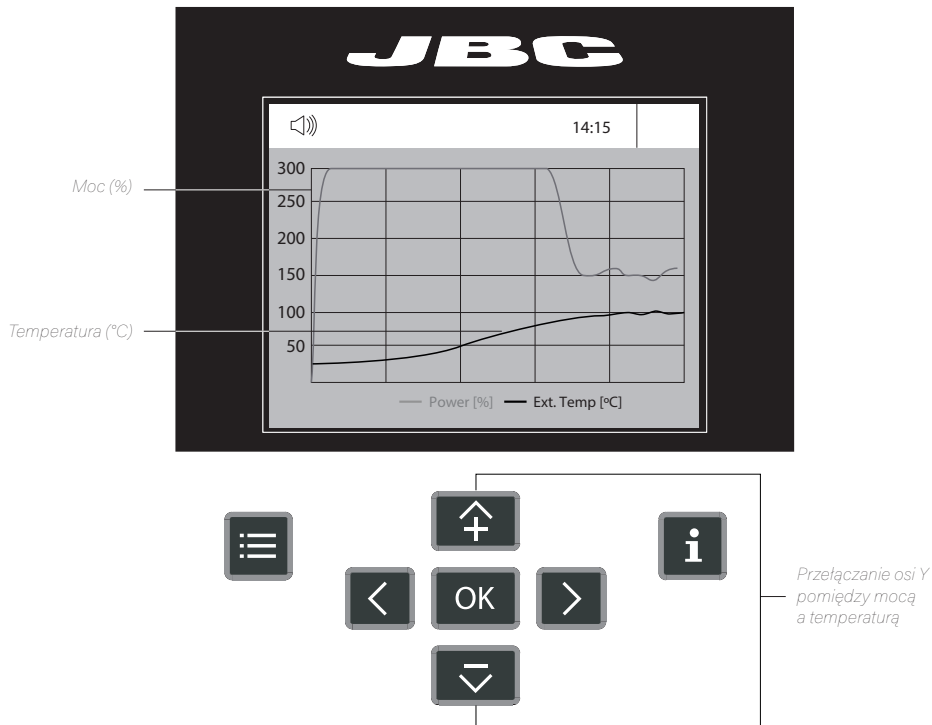 JBC
14:15
300
250
200
150
100
50
Moc (%)
Temperatura (°C)
Power [%] Ext. Temp [ºC]
OK
i
Przełączanie osi Y
pomiędzy mocą
a temperaturą